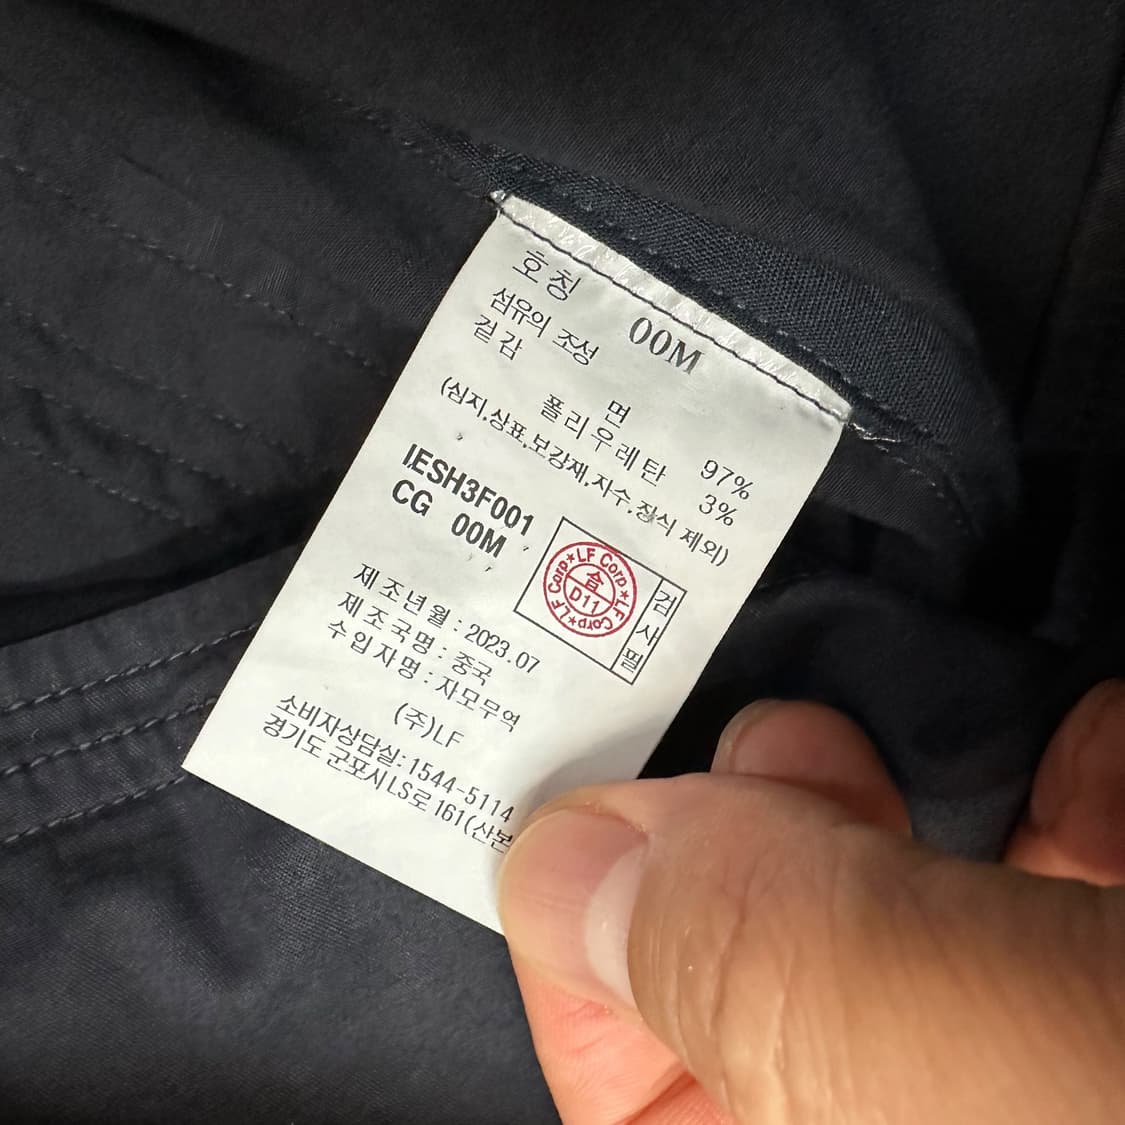 호칭 00M
섬유의 조성
겉감
면 97%
폴리우레탄 3%
(심지,상표,보강재,자수,장식 제외)
IESH3F001
CG 00M
LF Corp★LF Corp★LF Corp★
合
D11
검사필
제조년월 : 2023.07
제조국명 : 중국
수입자명 : 자모무역
(주)LF
소비자상담실: 1544-5114
경기도 군포시 LS로 161(산본